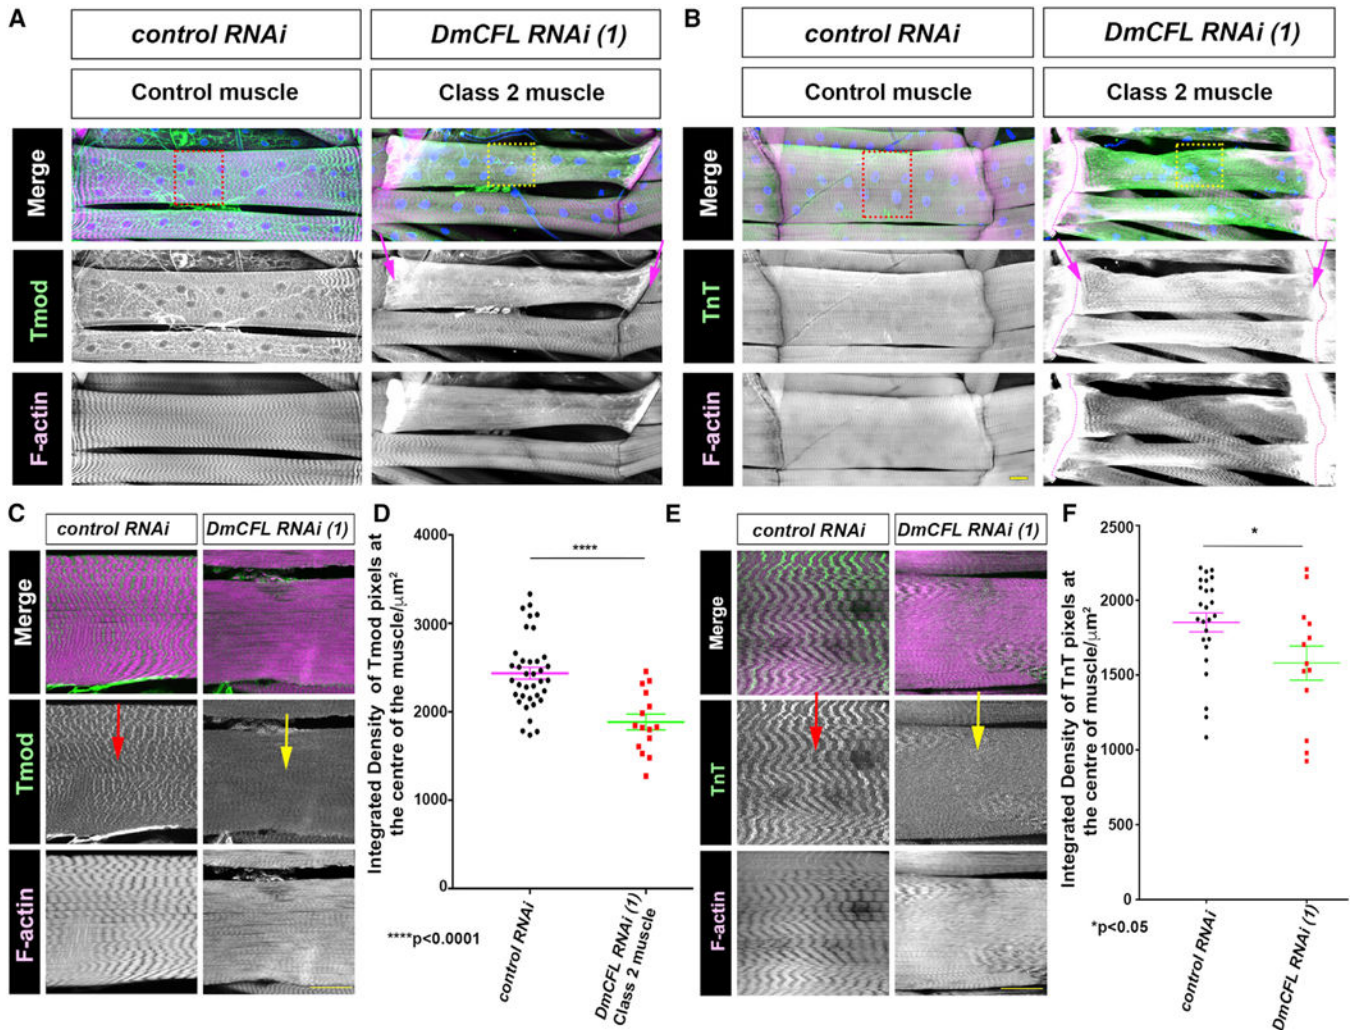 A
control RNAi
DmCFL RNAi (1)
Control muscle
Class 2 muscle
Merge
Tmod
F-actin
B
control RNAi
DmCFL RNAi (1)
Control muscle
Class 2 muscle
Merge
TnT
F-actin
C
control RNAi
DmCFL RNAi (1)
Merge
Tmod
F-actin
D
Integrated Density of Tmod pixels at
the centre of the muscle/µm²
4000
3000
2000
1000
0
****
****p<0.0001
control RNAi
DmCFL RNAi (1)
Class 2 muscle
E
control RNAi
DmCFL RNAi (1)
Merge
TnT
F-actin
F
Integrated Density of TnT pixels at
the centre of muscle/µm²
2500
2000
1500
1000
500
0
*
*p<0.05
control RNAi
DmCFL RNAi (1)